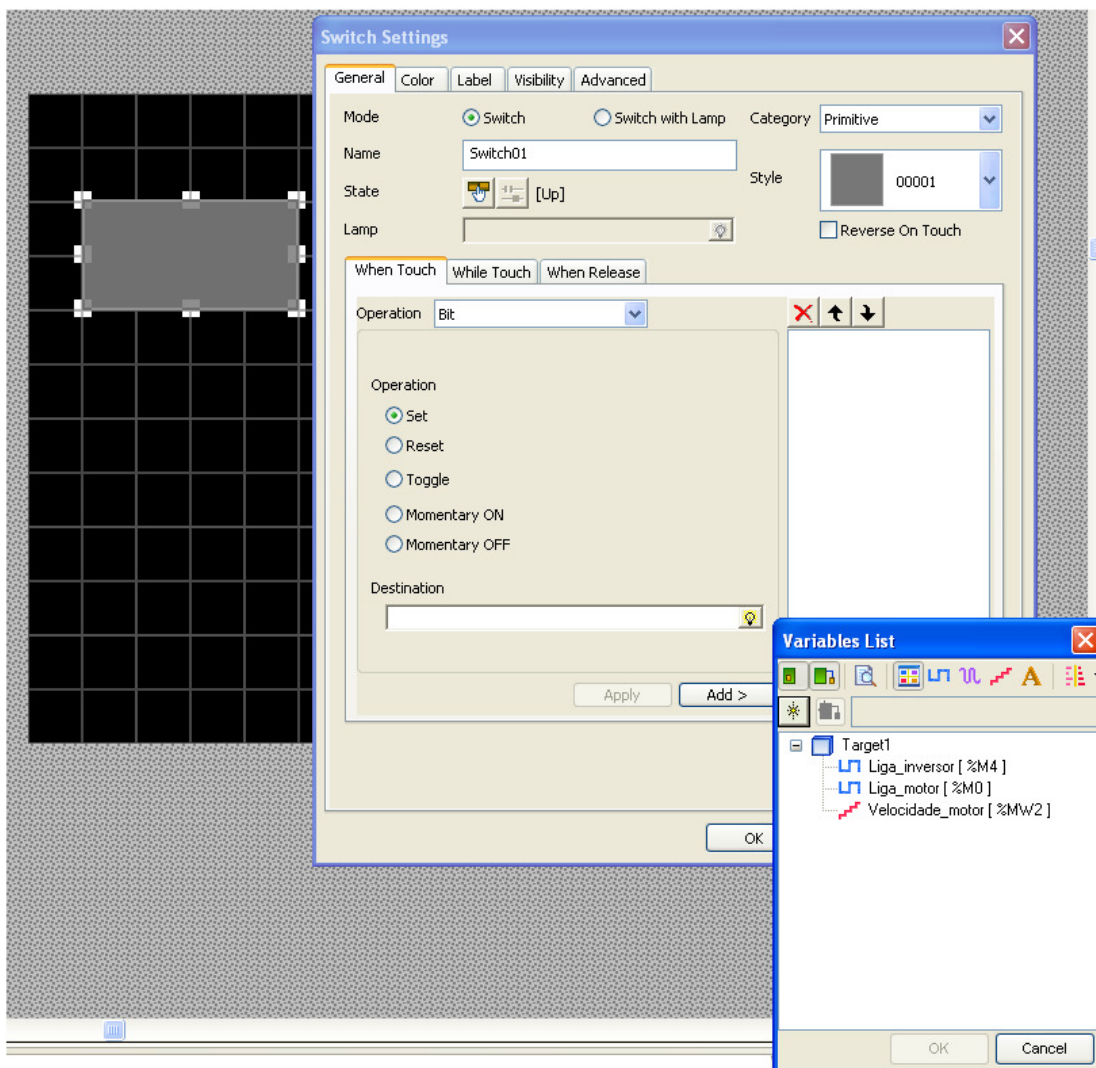 Switch Settings
General Color Label Visibility Advanced
Mode Switch Switch with Lamp Category Primitive
Name Switch01
Style 00001
State [Up]
Lamp Reverse On Touch
When Touch While Touch When Release
Operation Bit
Operation
Set
Reset
Toggle
Momentary ON
Momentary OFF
Destination
Apply Add >
OK
Variables List
A
Target1
Liga_inversor [ %M4 ]
Liga_motor [ %M0 ]
Velocidade_motor [ %MW2 ]
OK Cancel